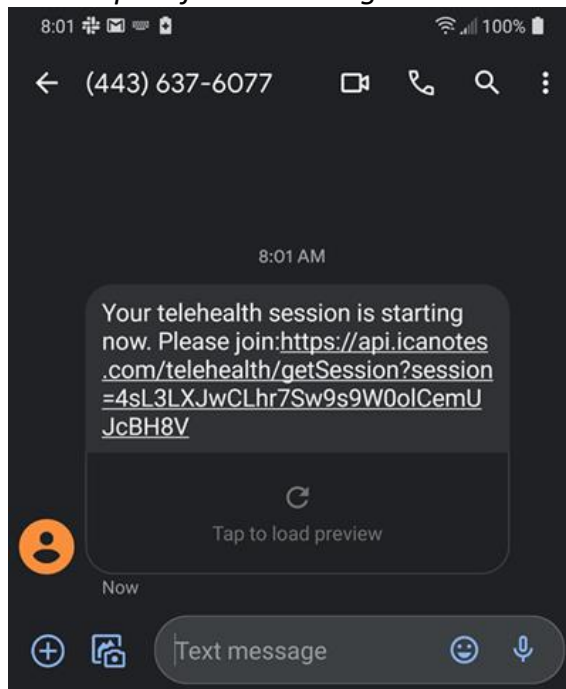 8:01
100%
(443) 637-6077
8:01 AM
Your telehealth session is starting
now. Please join:https://api.icanotes
.com/telehealth/getSession?session
=4sL3LXJwCLhr7Sw9s9W0olCemU
JcBH8V
Tap to load preview
Now
Text message